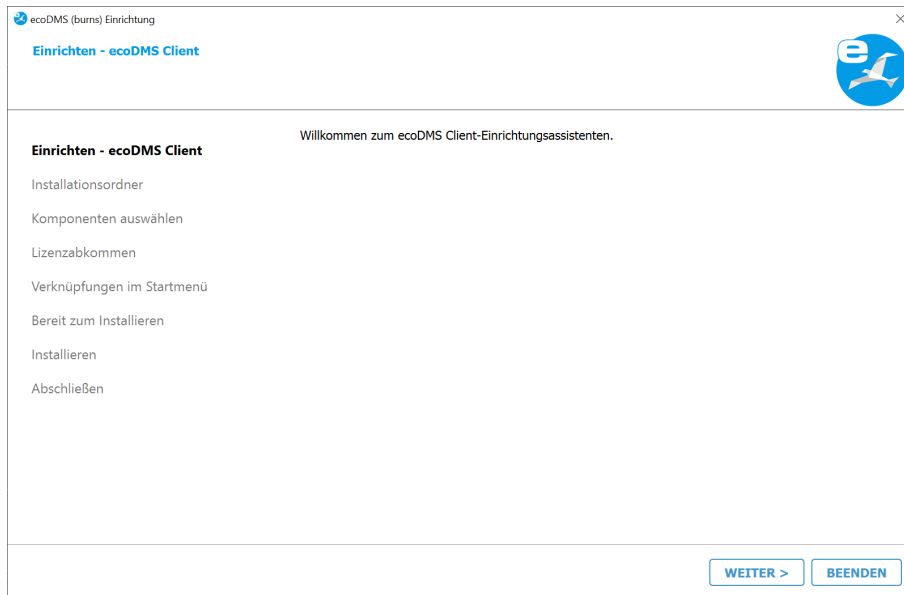 ecoDMS (burns) Einrichtung
Einrichten - ecoDMS Client
e
Willkommen zum ecoDMS Client-Einrichtungsassistenten.
Einrichten - ecoDMS Client
Installationsordner
Komponenten auswählen
Lizenzabkommen
Verknüpfungen im Startmenü
Bereit zum Installieren
Installieren
Abschließen
WEITER > BEENDEN